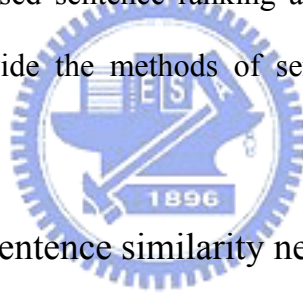 sed sentence ranking a
ide the methods of se
E S A
1896
entence similarity ne